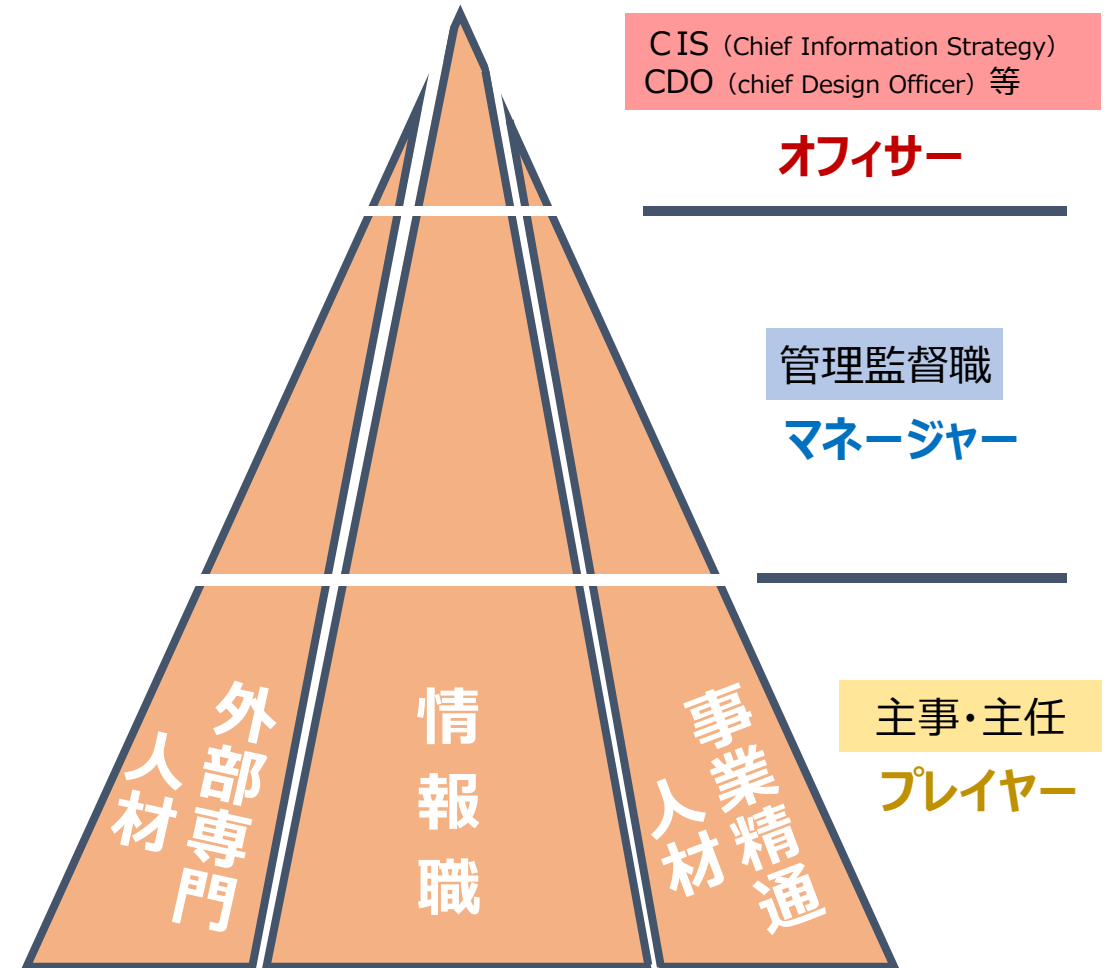 CIS（Chief Information Strategy）
CDO（chief Design Officer）等
オフィサー
管理監督職
マネージャー
主事・主任
プレイヤー
外部専門
人材
情報職
事業精通
人材